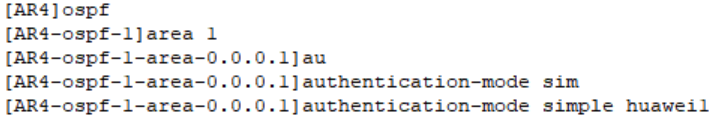 [AR4]ospf
[AR4-ospf-1]area 1
[AR4-ospf-1-area-0.0.0.1]au
[AR4-ospf-1-area-0.0.0.1]authentication-mode sim
[AR4-ospf-1-area-0.0.0.1]authentication-mode simple huawei1